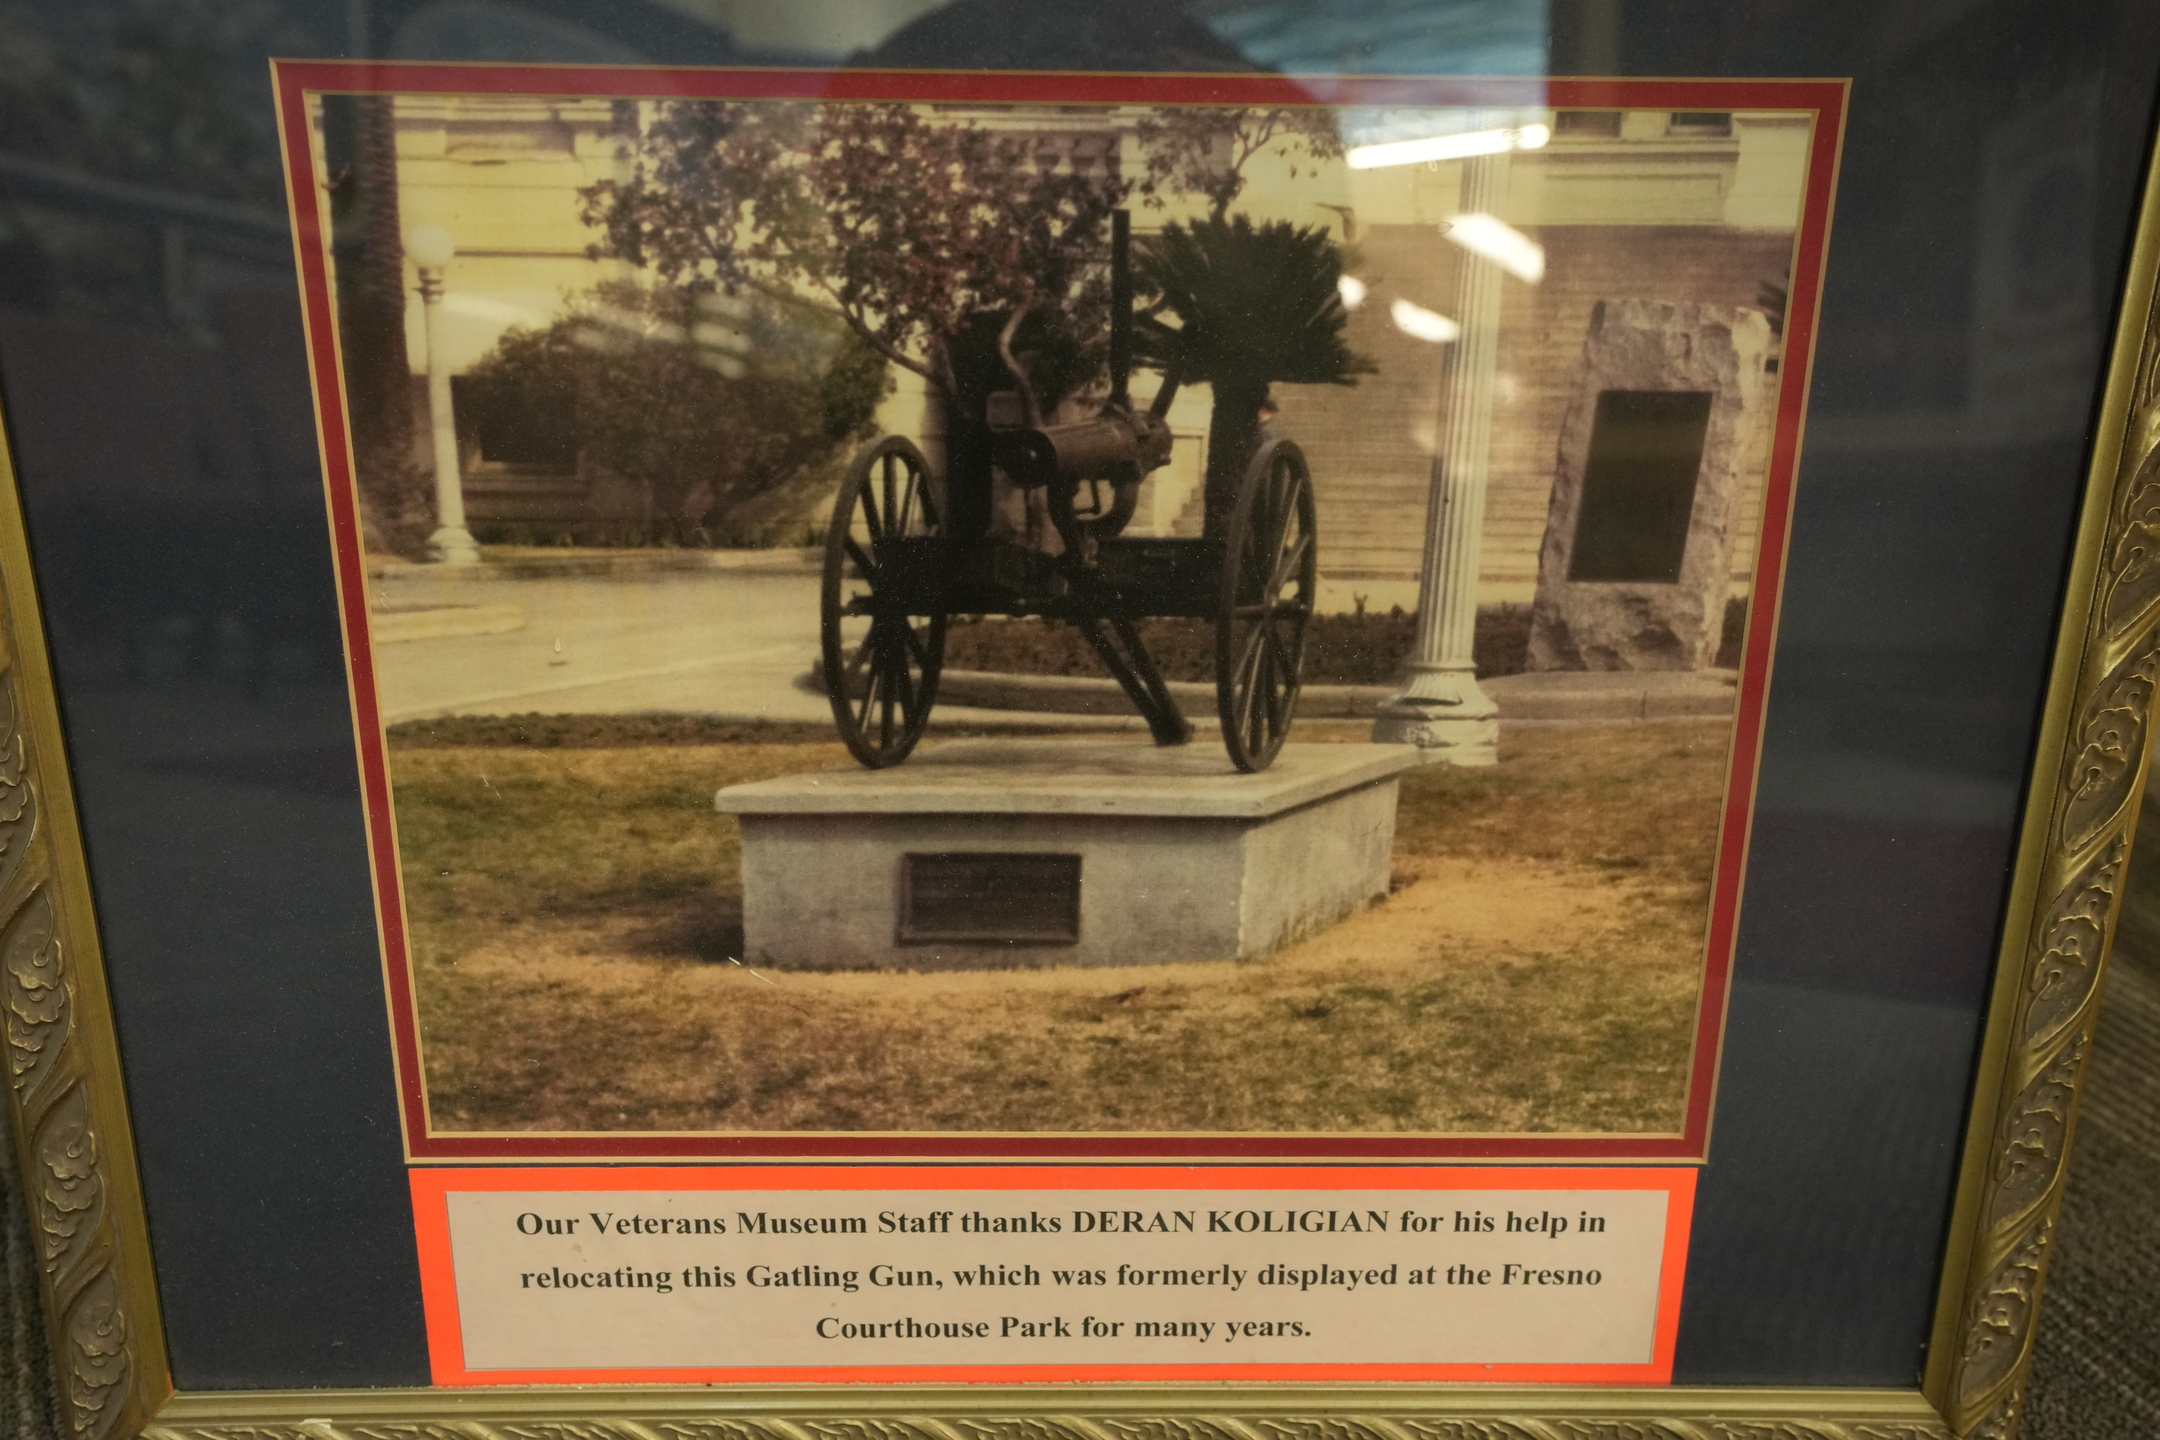 Our Veterans Museum Staff thanks DERAN KOLIGIAN for his help in
relocating this Gatling Gun, which was formerly displayed at the Fresno
Courthouse Park for many years.